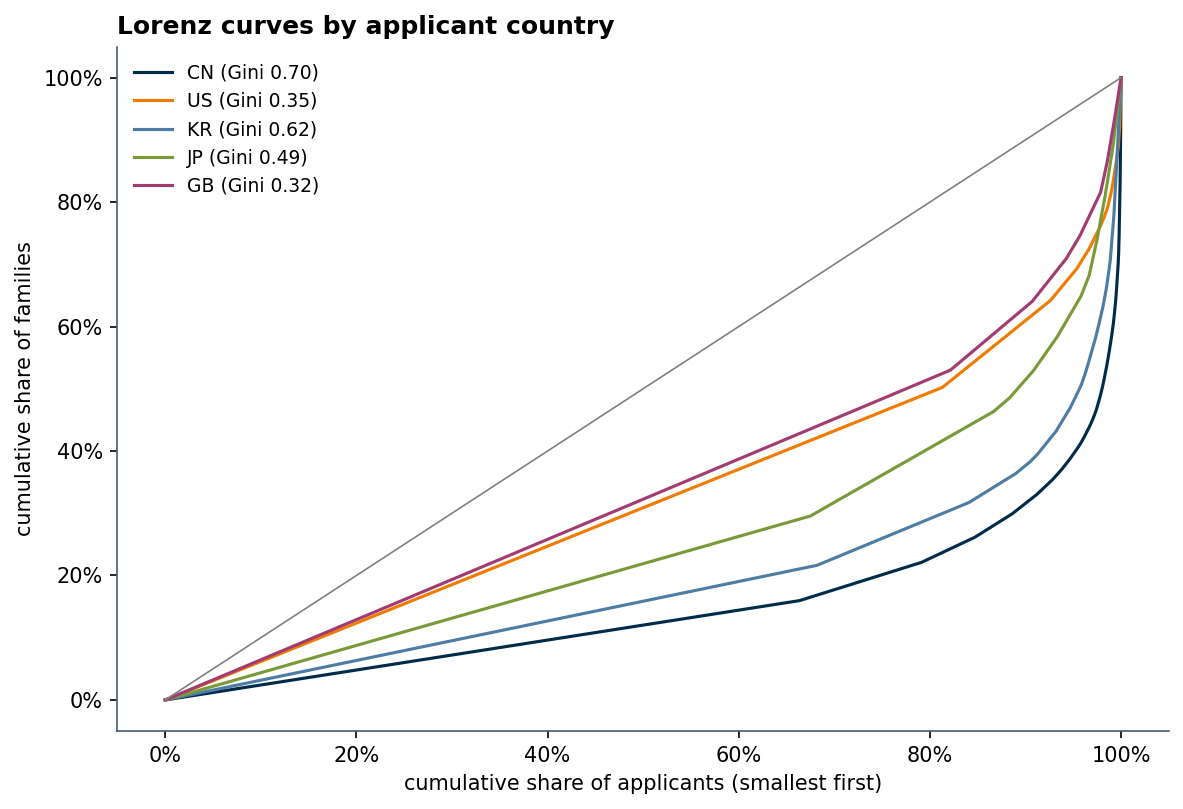 Lorenz curves by applicant country
CN (Gini 0.70)
US (Gini 0.35)
KR (Gini 0.62)
JP (Gini 0.49)
GB (Gini 0.32)
100%
80%
60%
40%
20%
0%
cumulative share of families
0%
20%
40%
60%
80%
100%
cumulative share of applicants (smallest first)